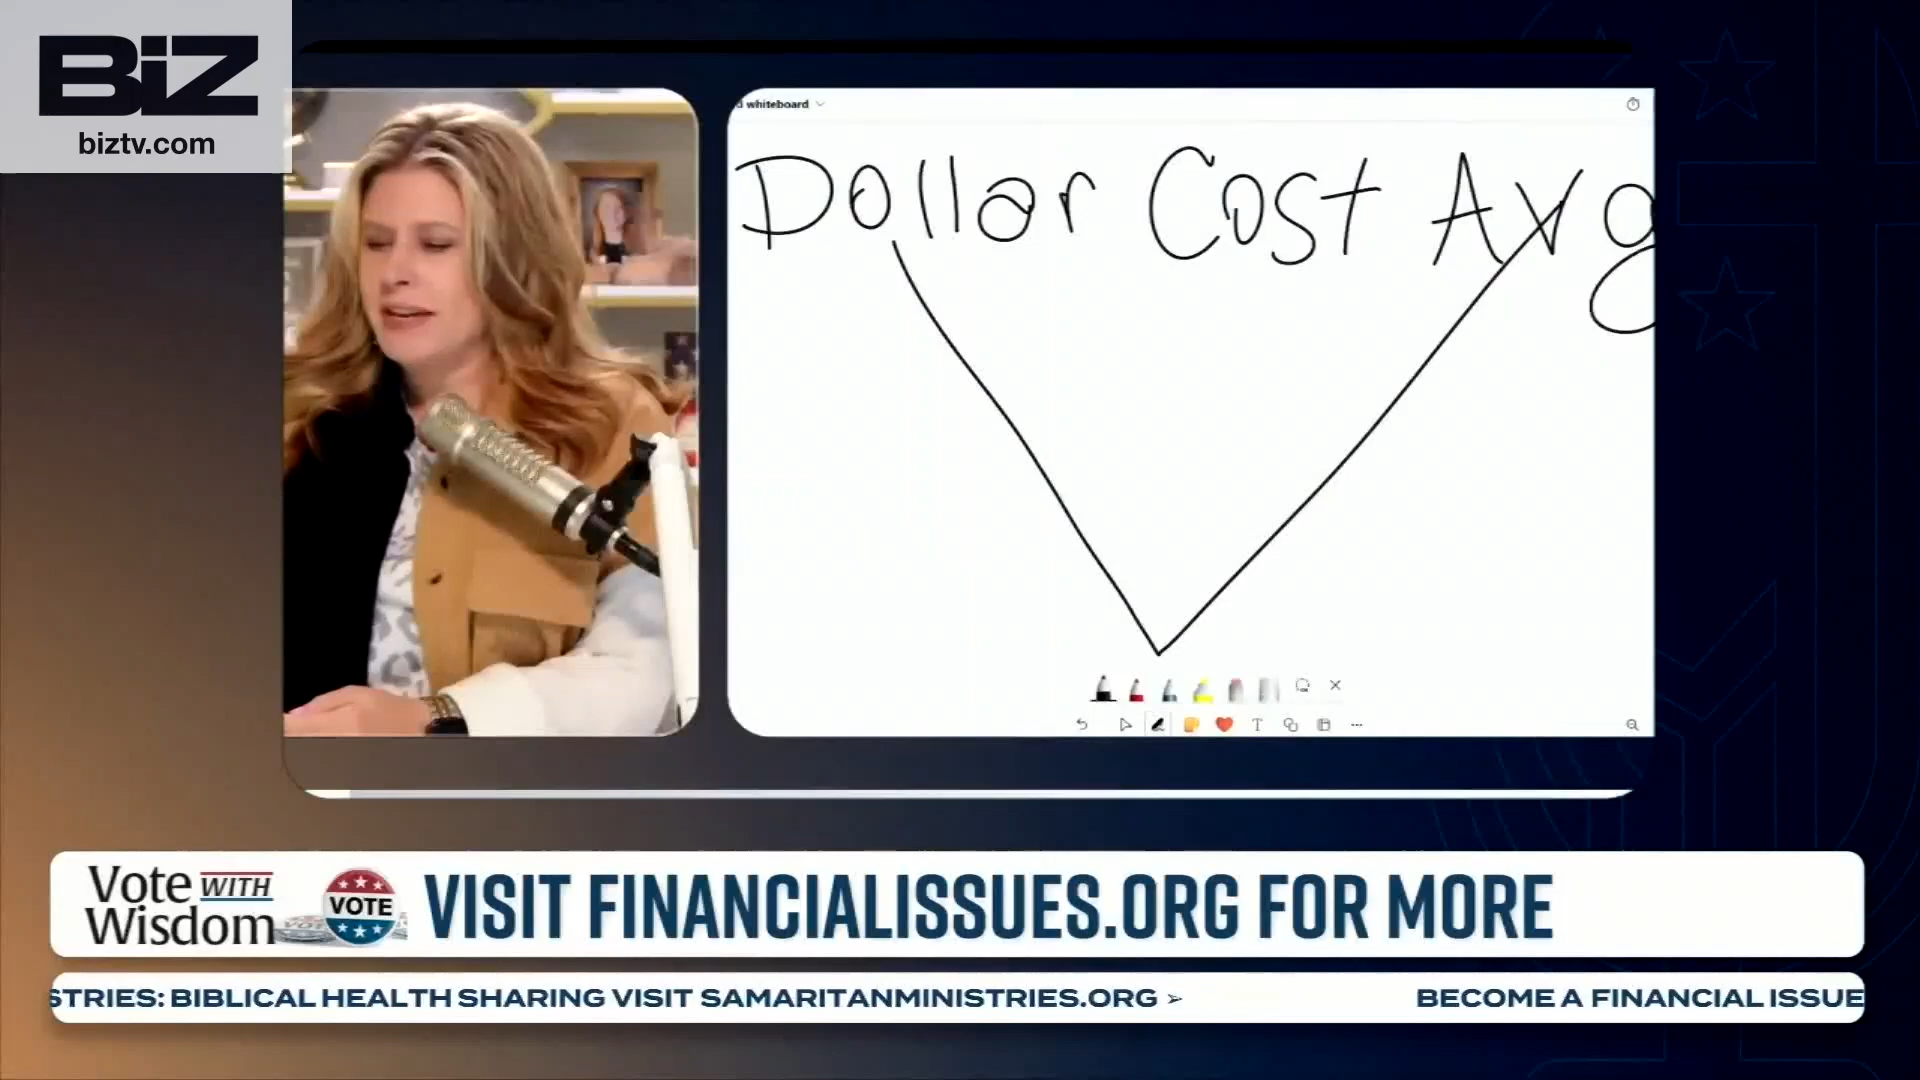 BiZ
biztv.com
whiteboard
Dollar Cost Avg
Vote WITH
Wisdom
VOTE
VISIT FINANCIALISSUES.ORG FOR MORE
STRIES: BIBLICAL HEALTH SHARING VISIT SAMARITANMINISTRIES.ORG ➢ BECOME A FINANCIAL ISSUE